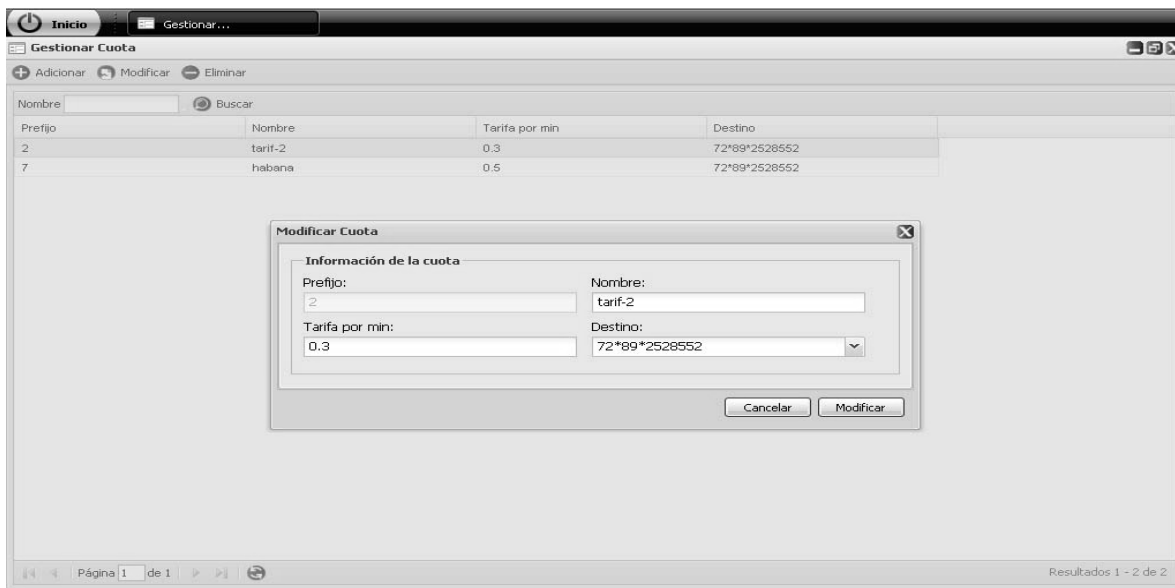 Inicio Gestionar...
Gestionar Cuota
Adicionar Modificar Eliminar
Nombre Buscar
Prefijo Nombre Tarifa por min Destino
2 tarif-2 0.3 72*89*2528552
7 habana 0.5 72*89*2528552
Modificar Cuota
Información de la cuota
Prefijo: Nombre:
2 tarif-2
Tarifa por min: Destino:
0.3 72*89*2528552
Cancelar Modificar
Página 1 de 1 Resultados 1 - 2 de 2